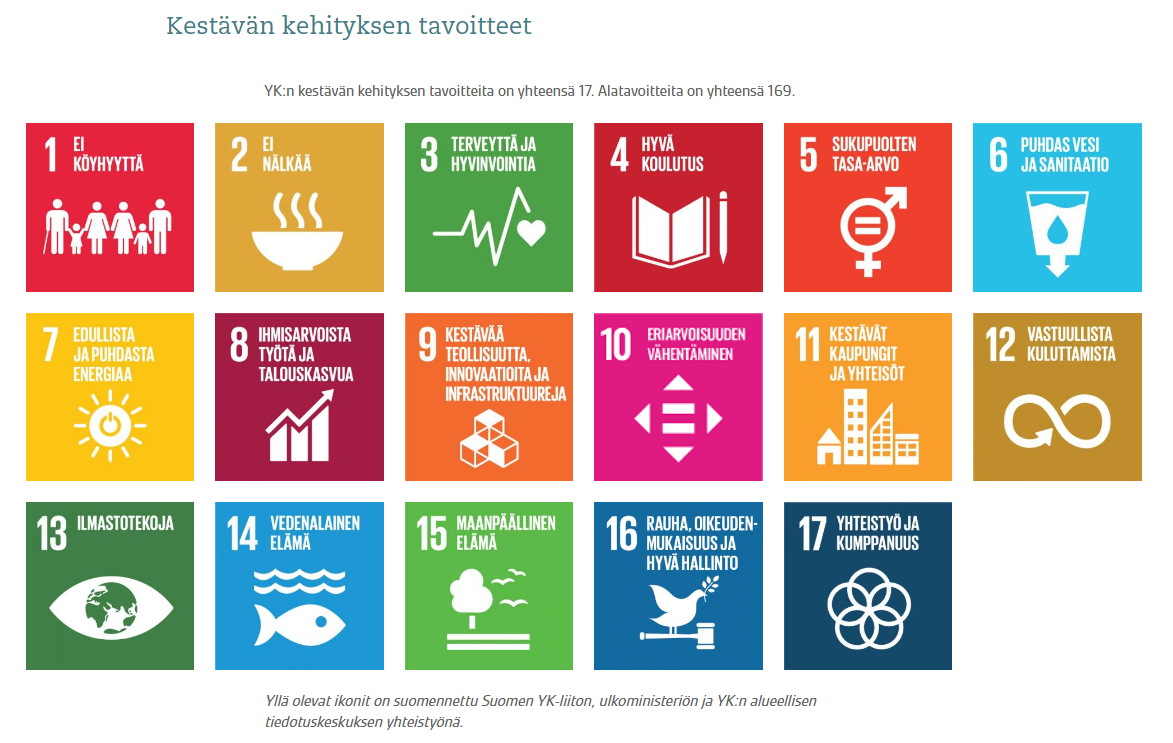 Kestävän kehityksen tavoitteet
YK:n kestävän kehityksen tavoitteita on yhteensä 17. Alatavoitteita on yhteensä 169.
1 EI
KÖYHYYTTÄ
2 EI
NÄLKÄÄ
3 TERVEYTTÄ JA
HYVINVOINTIA
4 HYVÄ
KOULUTUS
5 SUKUPUOLTEN
TASA-ARVO
6 PUHDAS VESI
JA SANITAATIO
7 EDULLISTA
JA PUHDASTA
ENERGIAA
8 IHMISARVOISTA
TYÖTÄ JA
TALOUSKASVUA
9 KESTÄVÄÄ
TEOLLISUUTTA,
INNOVAATIOITA JA
INFRASTRUKTUUREJA
10 ERIARVOISUUDEN
VÄHENTÄMINEN
11 KESTÄVÄT
KAUPUNGIT
JA YHTEISÖT
12 VASTUULLISTA
KULUTTAMISTA
13 ILMASTOTEKOJA
14 VEDENALAINEN
ELÄMÄ
15 MAANPÄÄLLINEN
ELÄMÄ
16 RAUHA, OIKEUDEN-
MUKAISUUS JA
HYVÄ HALLINTO
17 YHTEISTYÖ JA
KUMPPANUUS
Yllä olevat ikonit on suomennettu Suomen YK-liiton, ulkoministeriön ja YK:n alueellisen
tiedotuskeskuksen yhteistyönä.